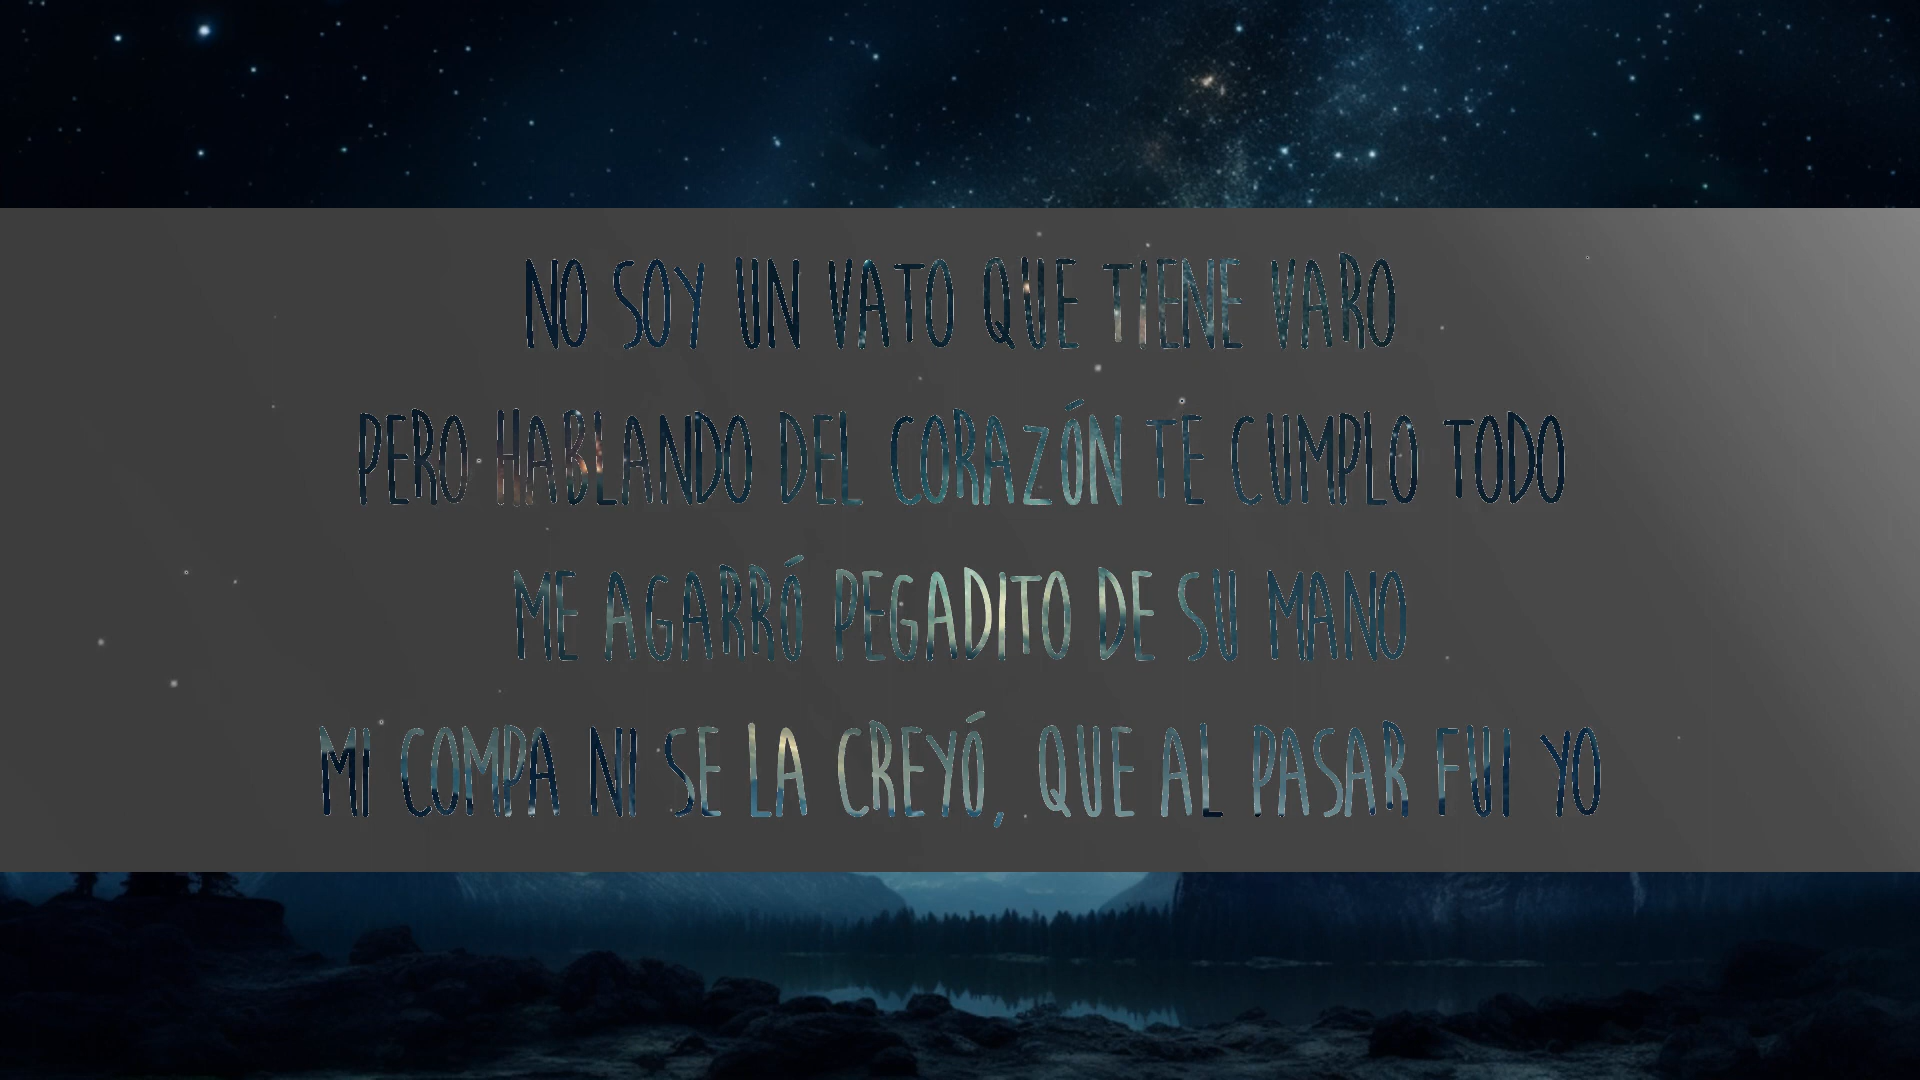 NO SOY UN VATO QUE TIENE VARO
PERO HABLANDO DEL CORAZÓN TE CUMPLO TODO
ME AGARRÓ PEGADITO DE SU MANO
MI COMPA NI SE LA CREYÓ, QUE AL PASAR FUI YO